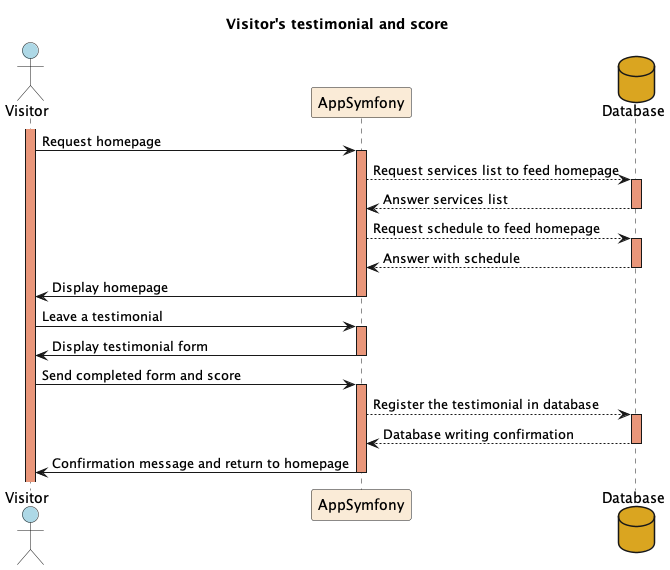 Visitor's testimonial and score
Visitor
AppSymfony
Database
Request homepage
Request services list to feed homepage
Answer services list
Request schedule to feed homepage
Answer with schedule
Display homepage
Leave a testimonial
Display testimonial form
Send completed form and score
Register the testimonial in database
Database writing confirmation
Confirmation message and return to homepage
Visitor
AppSymfony
Database